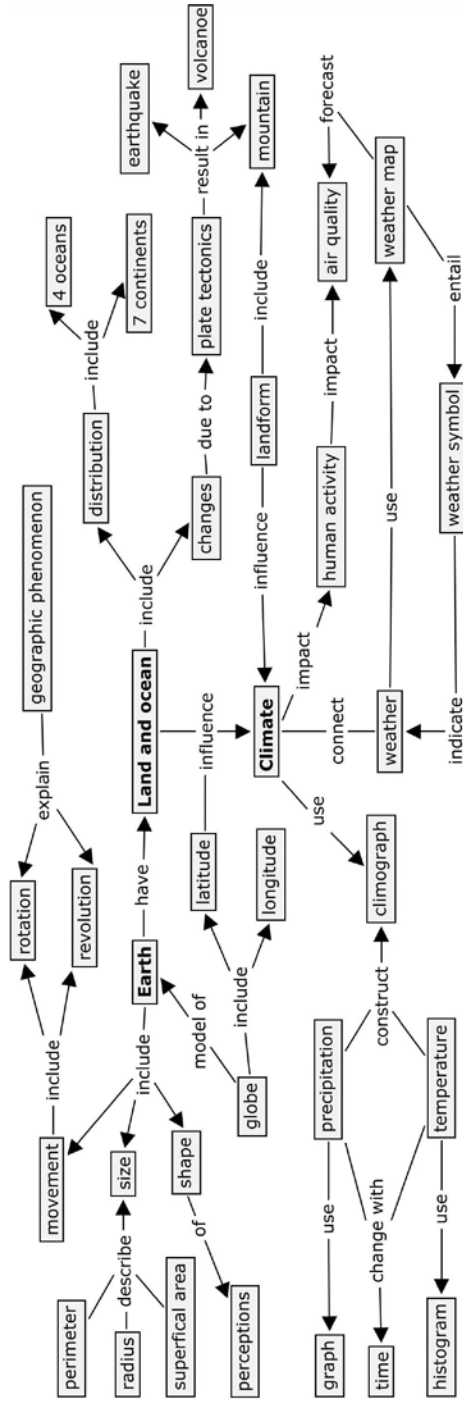 perimeter
radius
superfical area
describe
movement
size
include
include
rotation
revolution
explain
geographic phenomenon
shape
of
perceptions
Earth
have
Land and ocean
include
distribution
include
4 oceans
7 continents
changes
due to
plate tectonics
result in
earthquake
volcanoe
mountain
globe
model of
include
latitude
longitude
influence
Climate
influence
landform
include
impact
human activity
impact
air quality
forecast
connect
weather
use
weather map
entail
weather symbol
indicate
use
climograph
construct
precipitation
temperature
use
change with
use
graph
time
histogram